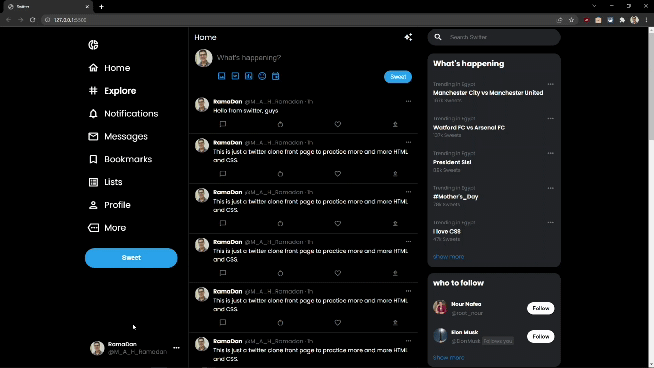 Switter
127.0.0.1:5500
Home
Explore
Notifications
Messages
Bookmarks
Lists
Profile
More
Sweet
RamaDan
@M_A_H_Ramadan
Home
What's happening?
Sweet
RamaDan @M_A_H_Ramadan · 1h
Hello from switter, guys
RamaDan @M_A_H_Ramadan · 1h
This is just a twitter clone front page to practice more and more HTML
and CSS.
RamaDan @M_A_H_Ramadan · 1h
This is just a twitter clone front page to practice more and more HTML
and CSS.
RamaDan @M_A_H_Ramadan · 1h
This is just a twitter clone front page to practice more and more HTML
and CSS.
RamaDan @M_A_H_Ramadan · 1h
This is just a twitter clone front page to practice more and more HTML
and CSS.
RamaDan @M_A_H_Ramadan · 1h
This is just a twitter clone front page to practice more and more HTML
and CSS.
Search Switer
What's happening
Trending in Egypt
Manchester City vs Manchester United
Sweets
Trending in Egypt
Watford FC vs Arsenal FC
Sweets
Trending in Egypt
President Sisi
Sweets
Trending in Egypt
#Mother's_Day
Sweets
Trending in Egypt
I love CSS
Sweets
Show more
who to follow
Nour Nafea
@root_nour
Follow
Elon Musk
@DonMusk Follows you
Follow
Show more